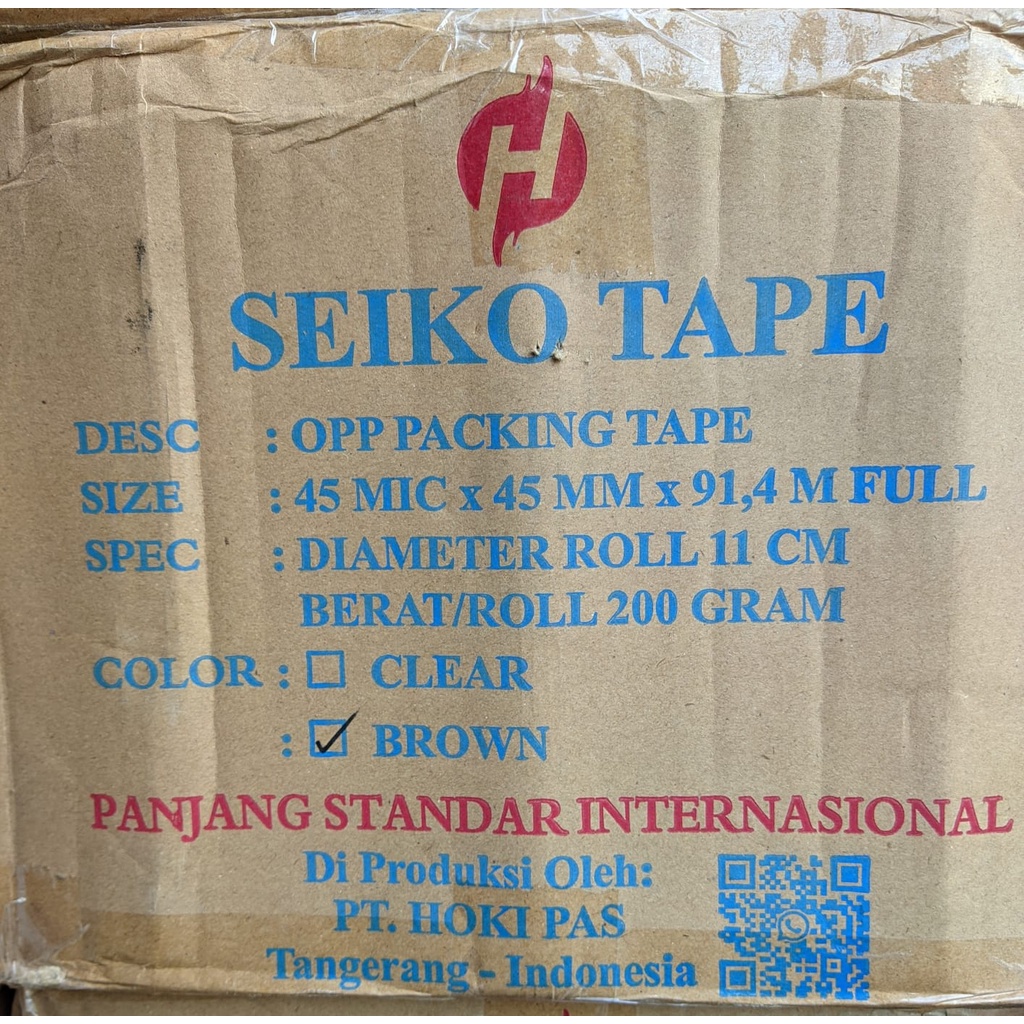 SEIKO TAPE
DESC : OPP PACKING TAPE
SIZE : 45 MIC x 45 MM x 91,4 M FULL
SPEC : DIAMETER ROLL 11 CM
BERAT/ROLL 200 GRAM
COLOR : ☐ CLEAR
: ☑ BROWN
PANJANG STANDAR INTERNASIONAL
Di Produksi Oleh:
PT. HOKI PAS
Tangerang - Indonesia